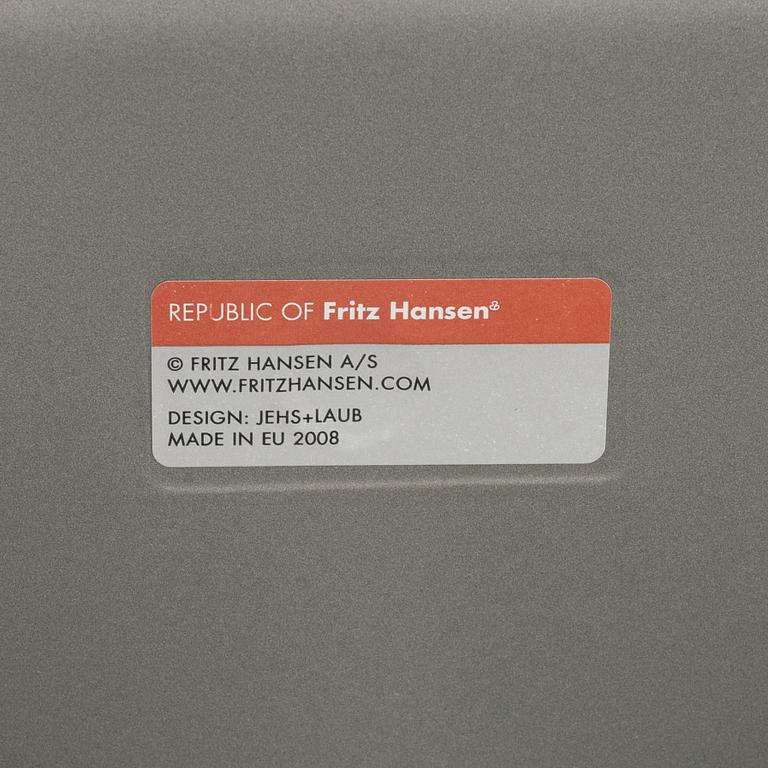 REPUBLIC OF Fritz Hansen
© FRITZ HANSEN A/S
WWW.FRITZHANSEN.COM
DESIGN: JEHS+LAUB
MADE IN EU 2008